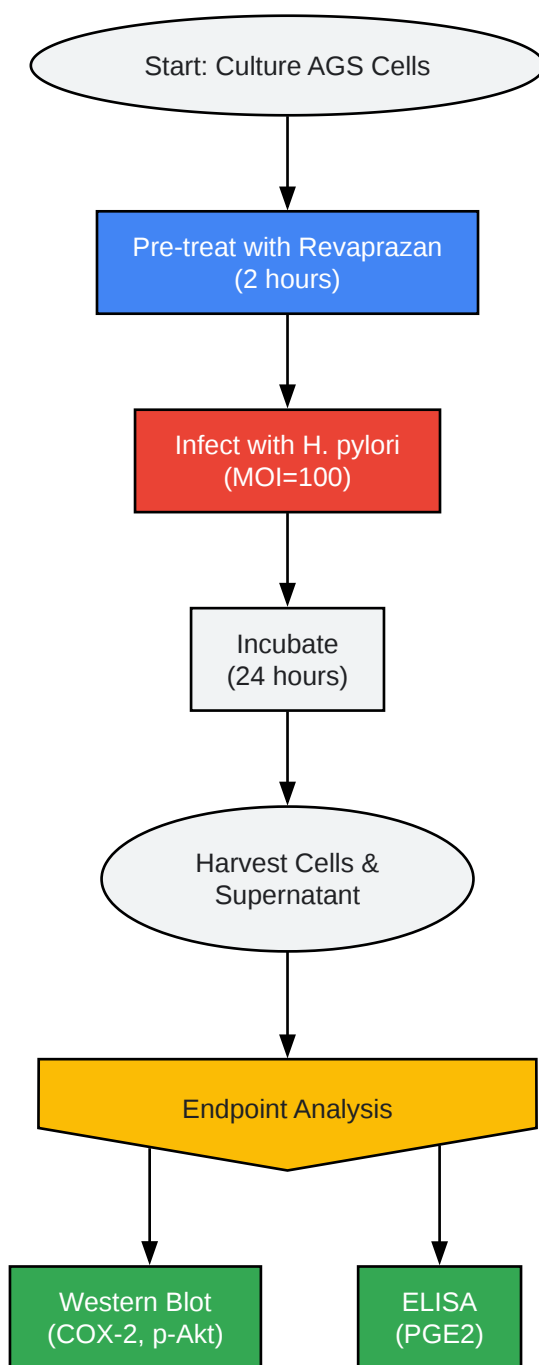 Start: Culture AGS Cells
Pre-treat with Revaprazan
(2 hours)
Infect with H. pylori
(MOI=100)
Incubate
(24 hours)
Harvest Cells &
Supernatant
Endpoint Analysis
Western Blot
(COX-2, p-Akt)
ELISA
(PGE2)